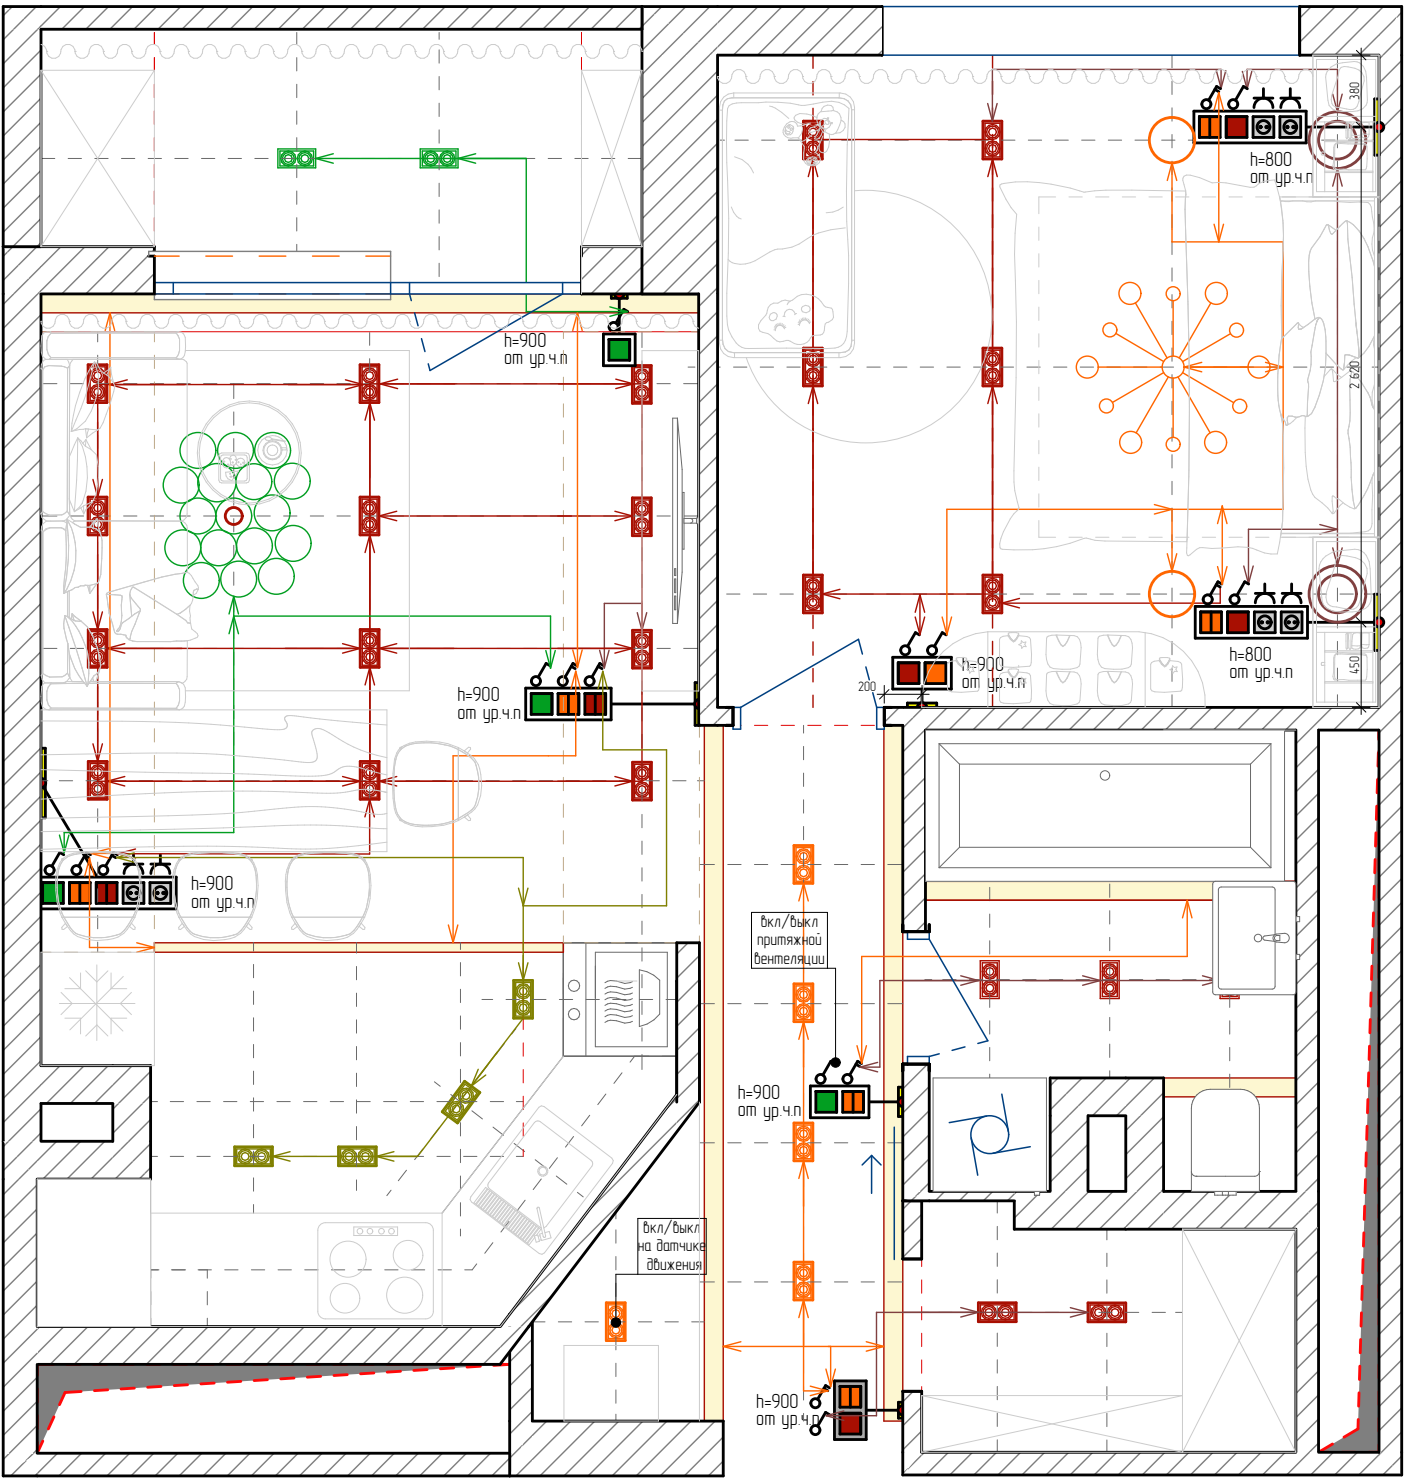 380
h=800
от ур.ч.п
2 620
h=900
от ур.ч.п
h=900
от ур.ч.п
h=900
от ур.ч.п
200
h=800
от ур.ч.п
450
h=900
от ур.ч.п
вкл/выкл
притяжной
вентеляции
h=900
от ур.ч.п
вкл/выкл
на датчике
движения
h=900
от ур.ч.п